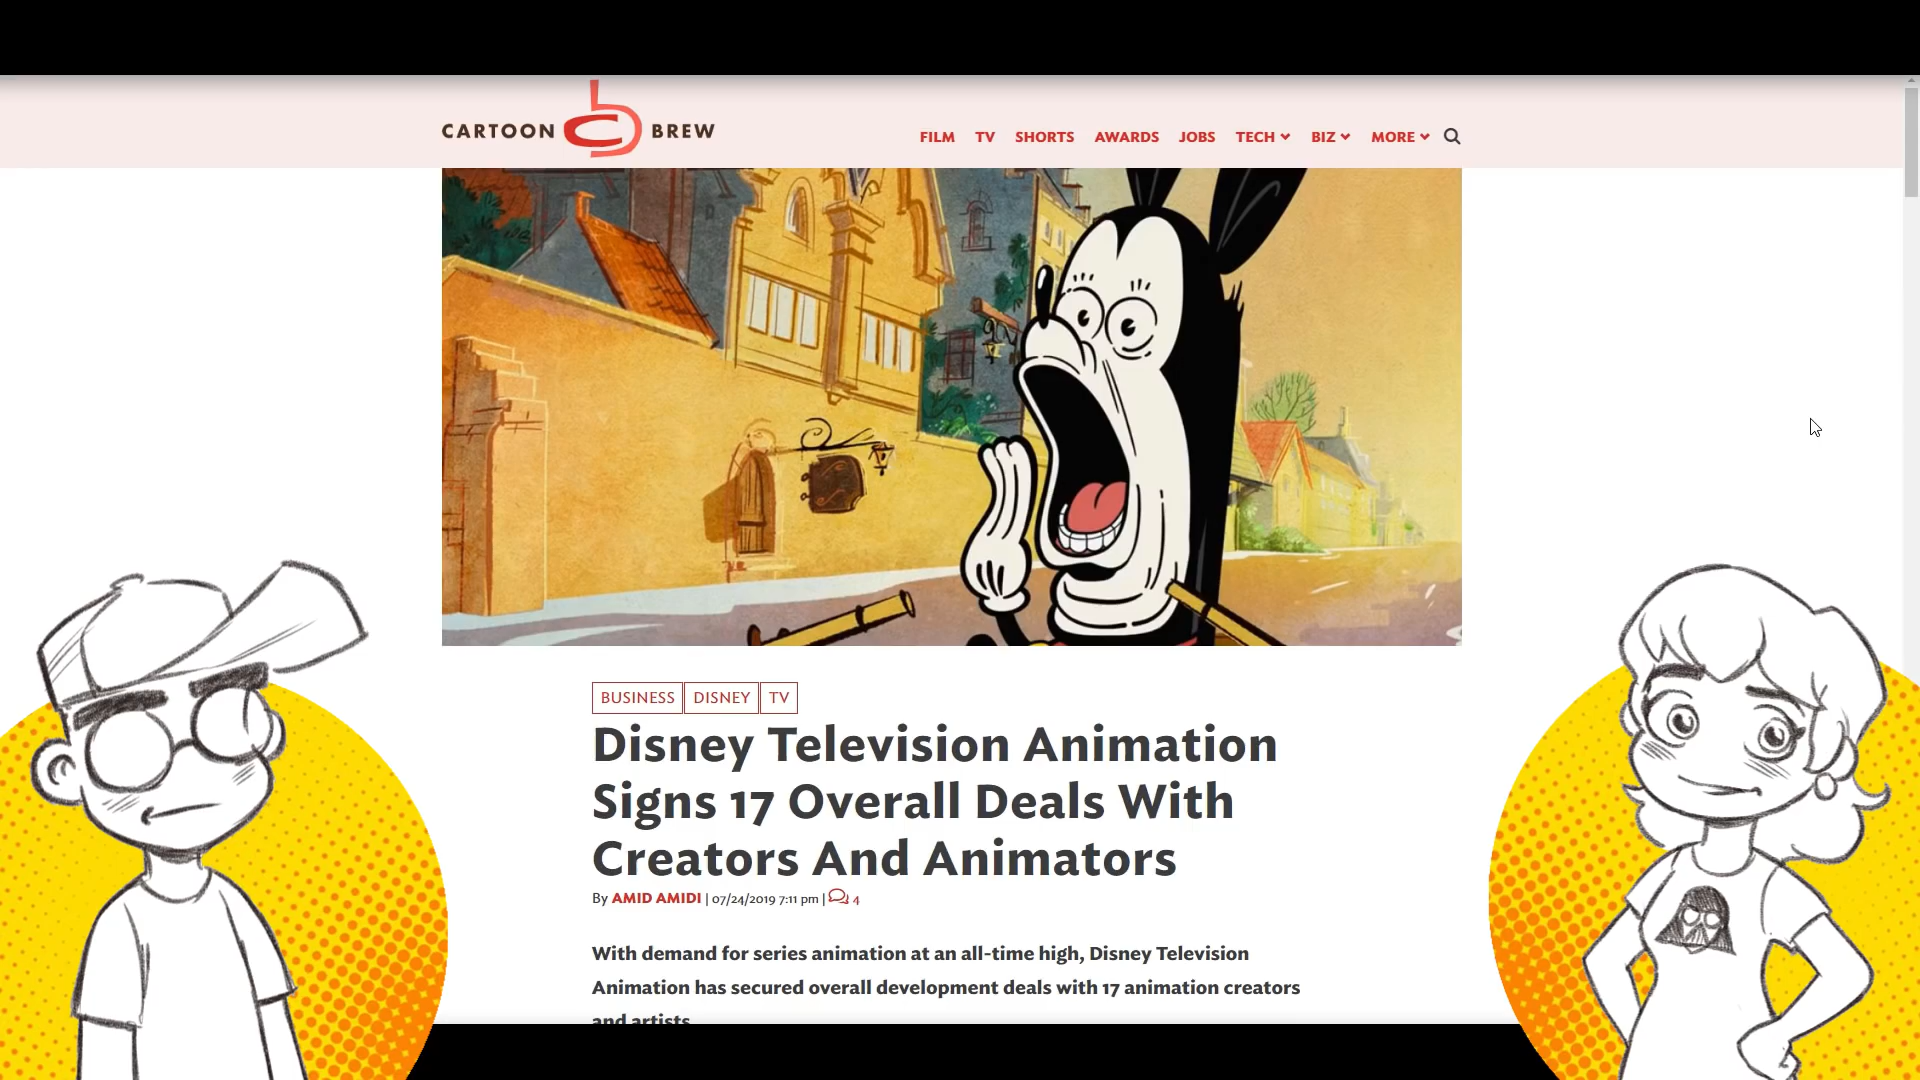 CARTOON BREW
FILM TV SHORTS AWARDS JOBS TECH BIZ MORE
BUSINESS DISNEY TV
Disney Television Animation
Signs 17 Overall Deals With
Creators And Animators
By AMID AMIDI | 07/24/2019 7:11 pm | 4
With demand for series animation at an all-time high, Disney Television
Animation has secured overall development deals with 17 animation creators
and artists